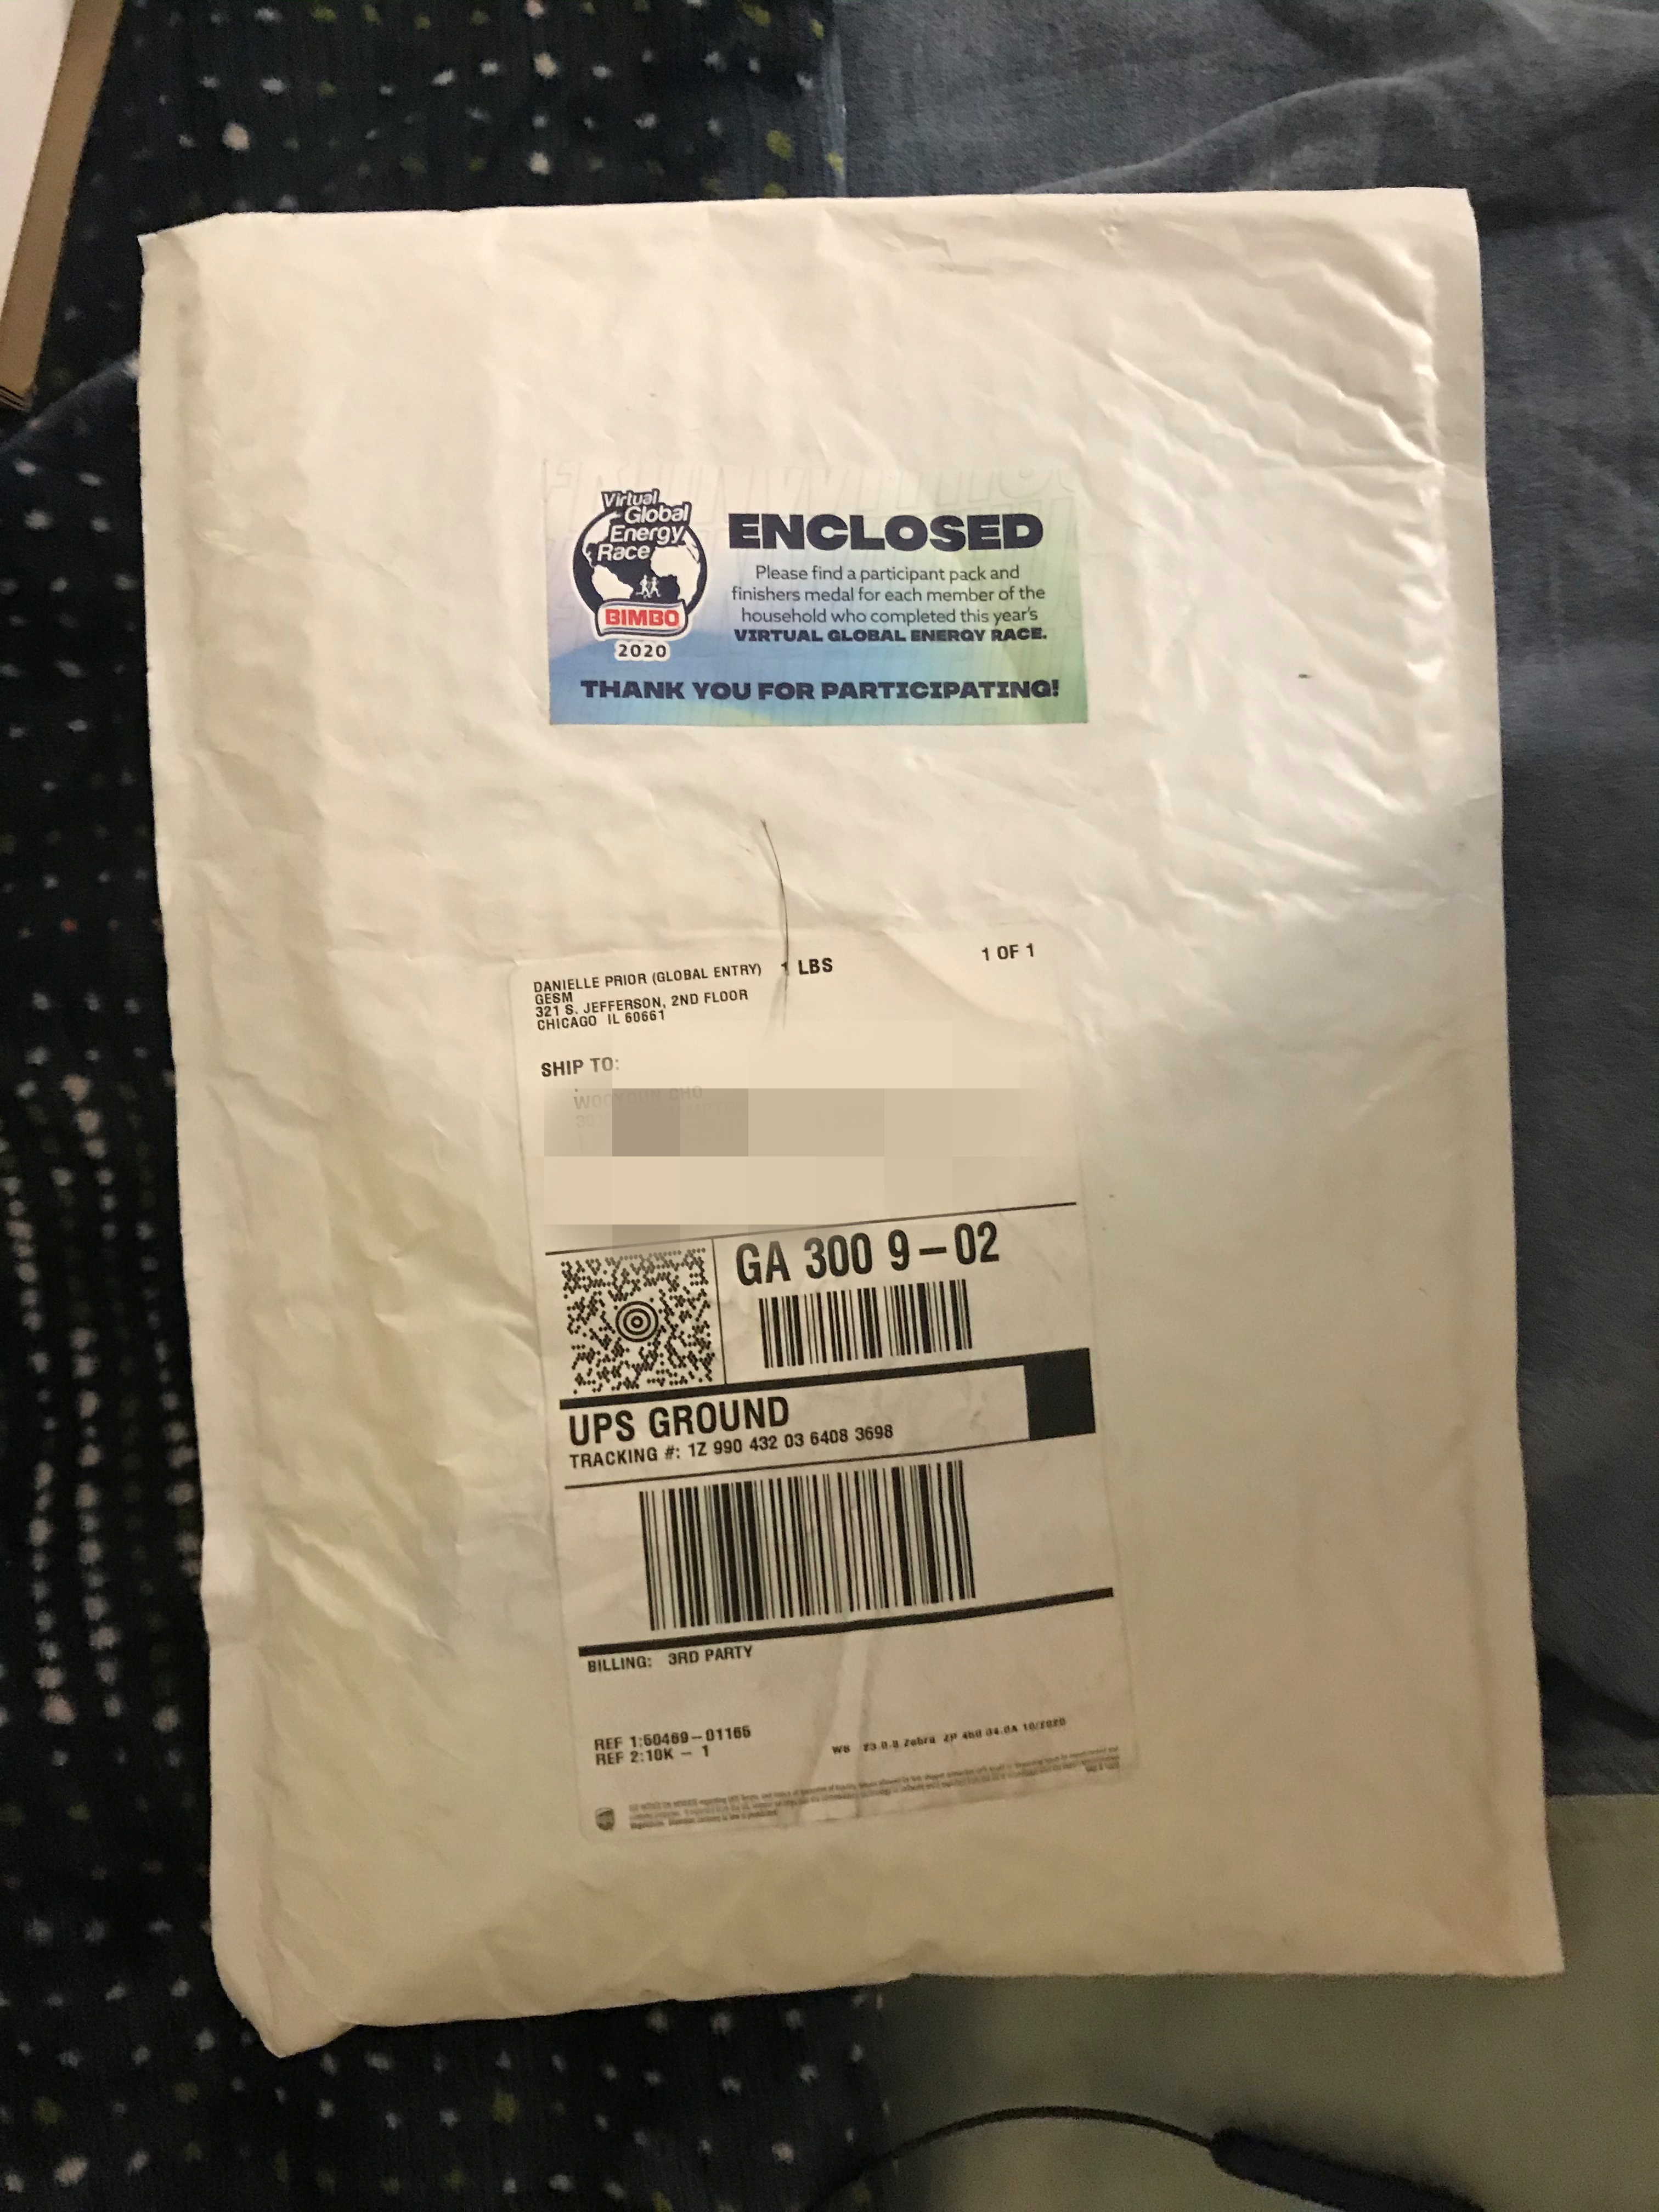 Virtual
Global
Energy
Race
BIMBO
2020
ENCLOSED
Please find a participant pack and
finishers medal for each member of the
household who completed this year's
VIRTUAL GLOBAL ENERGY RACE.
THANK YOU FOR PARTICIPATING!
DANIELLE PRIOR (GLOBAL ENTRY)
1 LBS
1 OF 1
GESM
321 S. JEFFERSON, 2ND FLOOR
CHICAGO IL 60661
SHIP TO:
GA 300 9-02
UPS GROUND
TRACKING #: 1Z 990 432 03 6408 3698
BILLING: 3RD PARTY
REF 1:50469-01165
REF 2:10K - 1